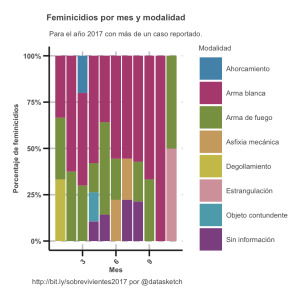 Feminicidios por mes y modalidad
Para el año 2017 con más de un caso reportado.
Modalidad
Ahorcamiento
Arma blanca
Arma de fuego
Asfixia mecánica
Degollamiento
Estrangulación
Objeto contundente
Sin información
Porcentaje de feminicidios
100%
75%
50%
25%
0%
3
6
9
Mes
http://bit.ly/sobrevivientes2017 por @datasketch